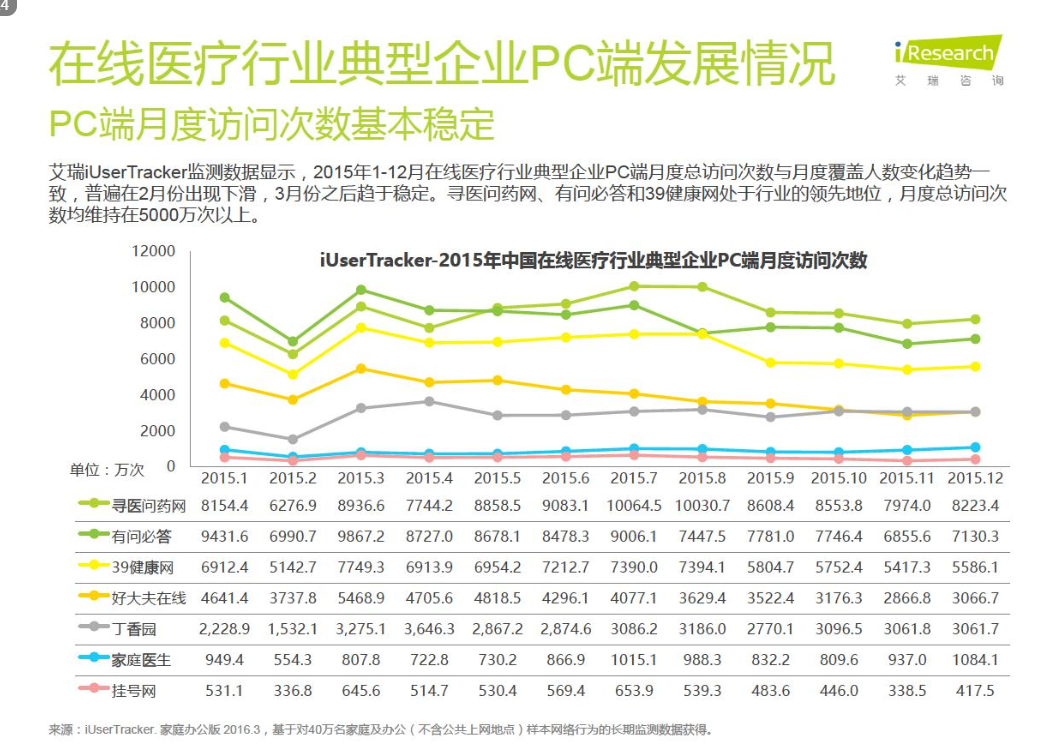 4
在线医疗行业典型企业PC端发展情况
iResearch
艾瑞咨询
PC端月度访问次数基本稳定
艾瑞iUserTracker监测数据显示，2015年1-12月在线医疗行业典型企业PC端月度总访问次数与月度覆盖人数变化趋势一
致，普遍在2月份出现下滑，3月份之后趋于稳定。寻医问药网、有问必答和39健康网处于行业的领先地位，月度总访问次
数均维持在5000万次以上。
iUserTracker-2015年中国在线医疗行业典型企业PC端月度访问次数
12000
10000
8000
6000
4000
2000
0
单位：万次
2015.1 2015.2 2015.3 2015.4 2015.5 2015.6 2015.7 2015.8 2015.9 2015.10 2015.11 2015.12
寻医问药网 8154.4 6276.9 8936.6 7744.2 8858.5 9083.1 10064.5 10030.7 8608.4 8553.8 7974.0 8223.4
有问必答 9431.6 6990.7 9867.2 8727.0 8678.1 8478.3 9006.1 7447.5 7781.0 7746.4 6855.6 7130.3
39健康网 6912.4 5142.7 7749.3 6913.9 6954.2 7212.7 7390.0 7394.1 5804.7 5752.4 5417.3 5586.1
好大夫在线 4641.4 3737.8 5468.9 4705.6 4818.5 4296.1 4077.1 3629.4 3522.4 3176.3 2866.8 3066.7
丁香园 2,228.9 1,532.1 3,275.1 3,646.3 2,867.2 2,874.6 3086.2 3186.0 2770.1 3096.5 3061.8 3061.7
家庭医生 949.4 554.3 807.8 722.8 730.2 866.9 1015.1 988.3 832.2 809.6 937.0 1084.1
挂号网 531.1 336.8 645.6 514.7 530.4 569.4 653.9 539.3 483.6 446.0 338.5 417.5
来源：iUserTracker. 家庭办公版 2016.3，基于对40万名家庭及办公（不含公共上网地点）样本网络行为的长期监测数据获得。